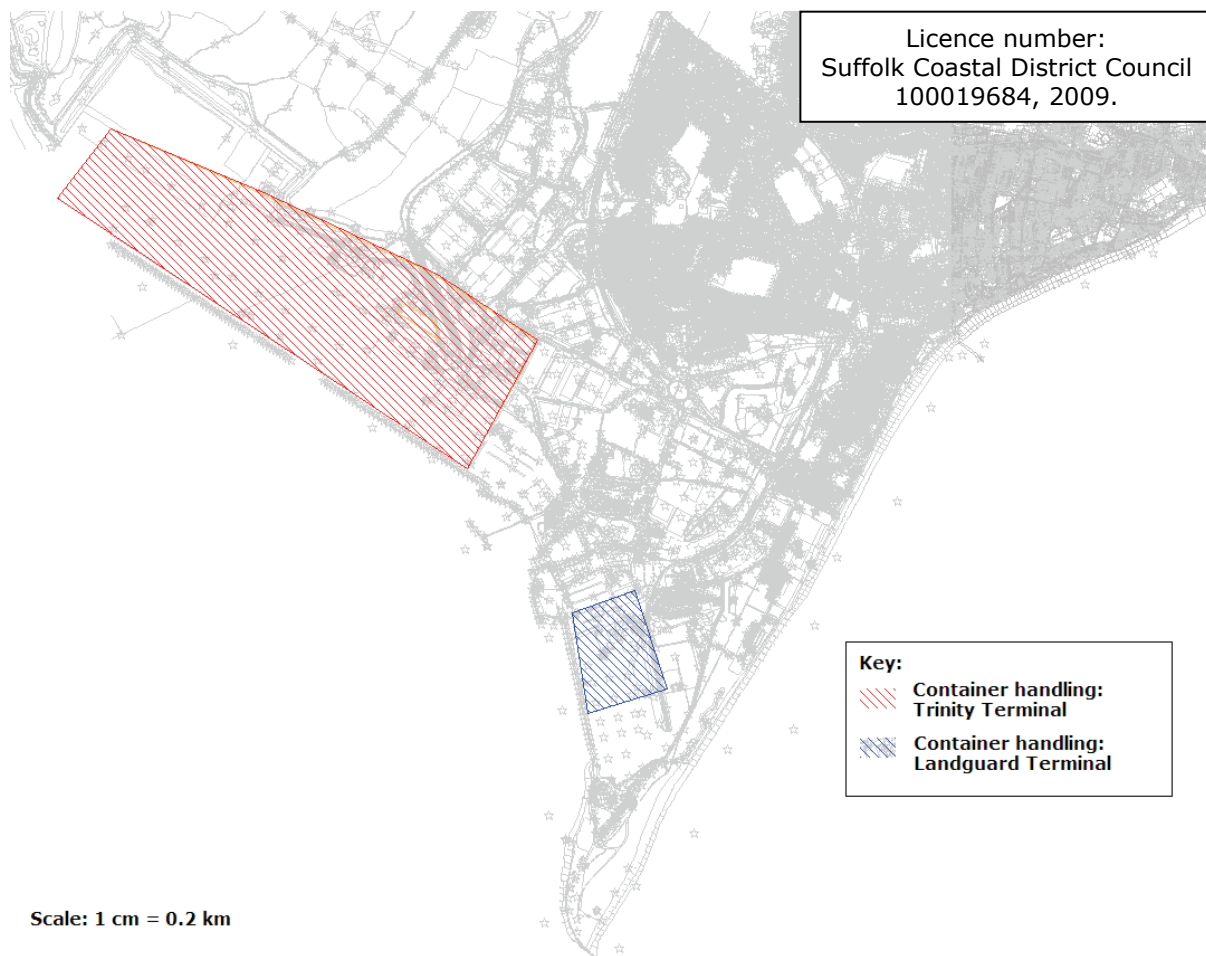 Licence number:
Suffolk Coastal District Council
100019684, 2009.
Key:
Container handling:
Trinity Terminal
Container handling:
Landguard Terminal
Scale: 1 cm = 0.2 km